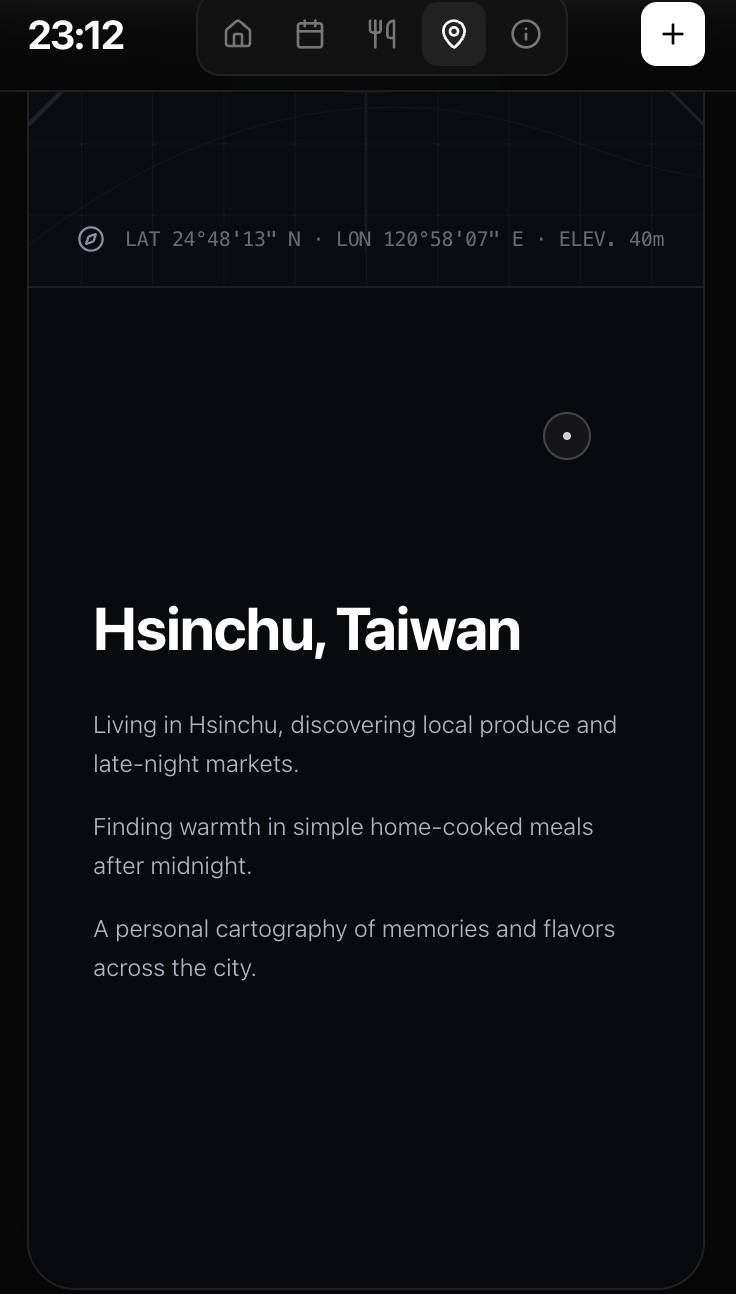 23:12
LAT 24°48'13" N · LON 120°58'07" E · ELEV. 40m
Hsinchu, Taiwan
Living in Hsinchu, discovering local produce and
late-night markets.
Finding warmth in simple home-cooked meals
after midnight.
A personal cartography of memories and flavors
across the city.